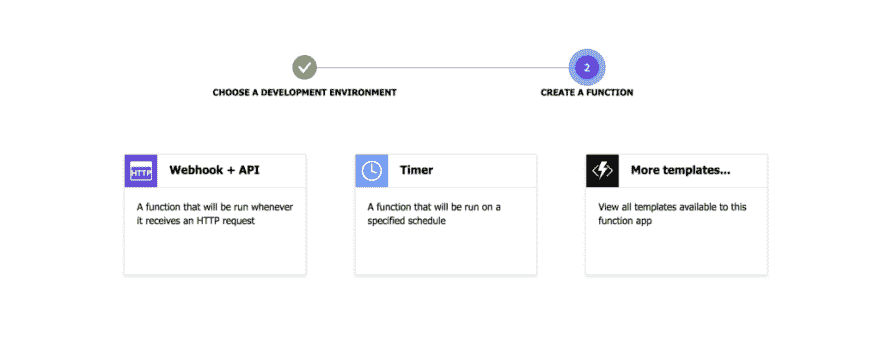 2
CHOOSE A DEVELOPMENT ENVIRONMENT
CREATE A FUNCTION
HTTP
Webhook + API
A function that will be run whenever
it receives an HTTP request
Timer
A function that will be run on a
specified schedule
More templates...
View all templates available to this
function app